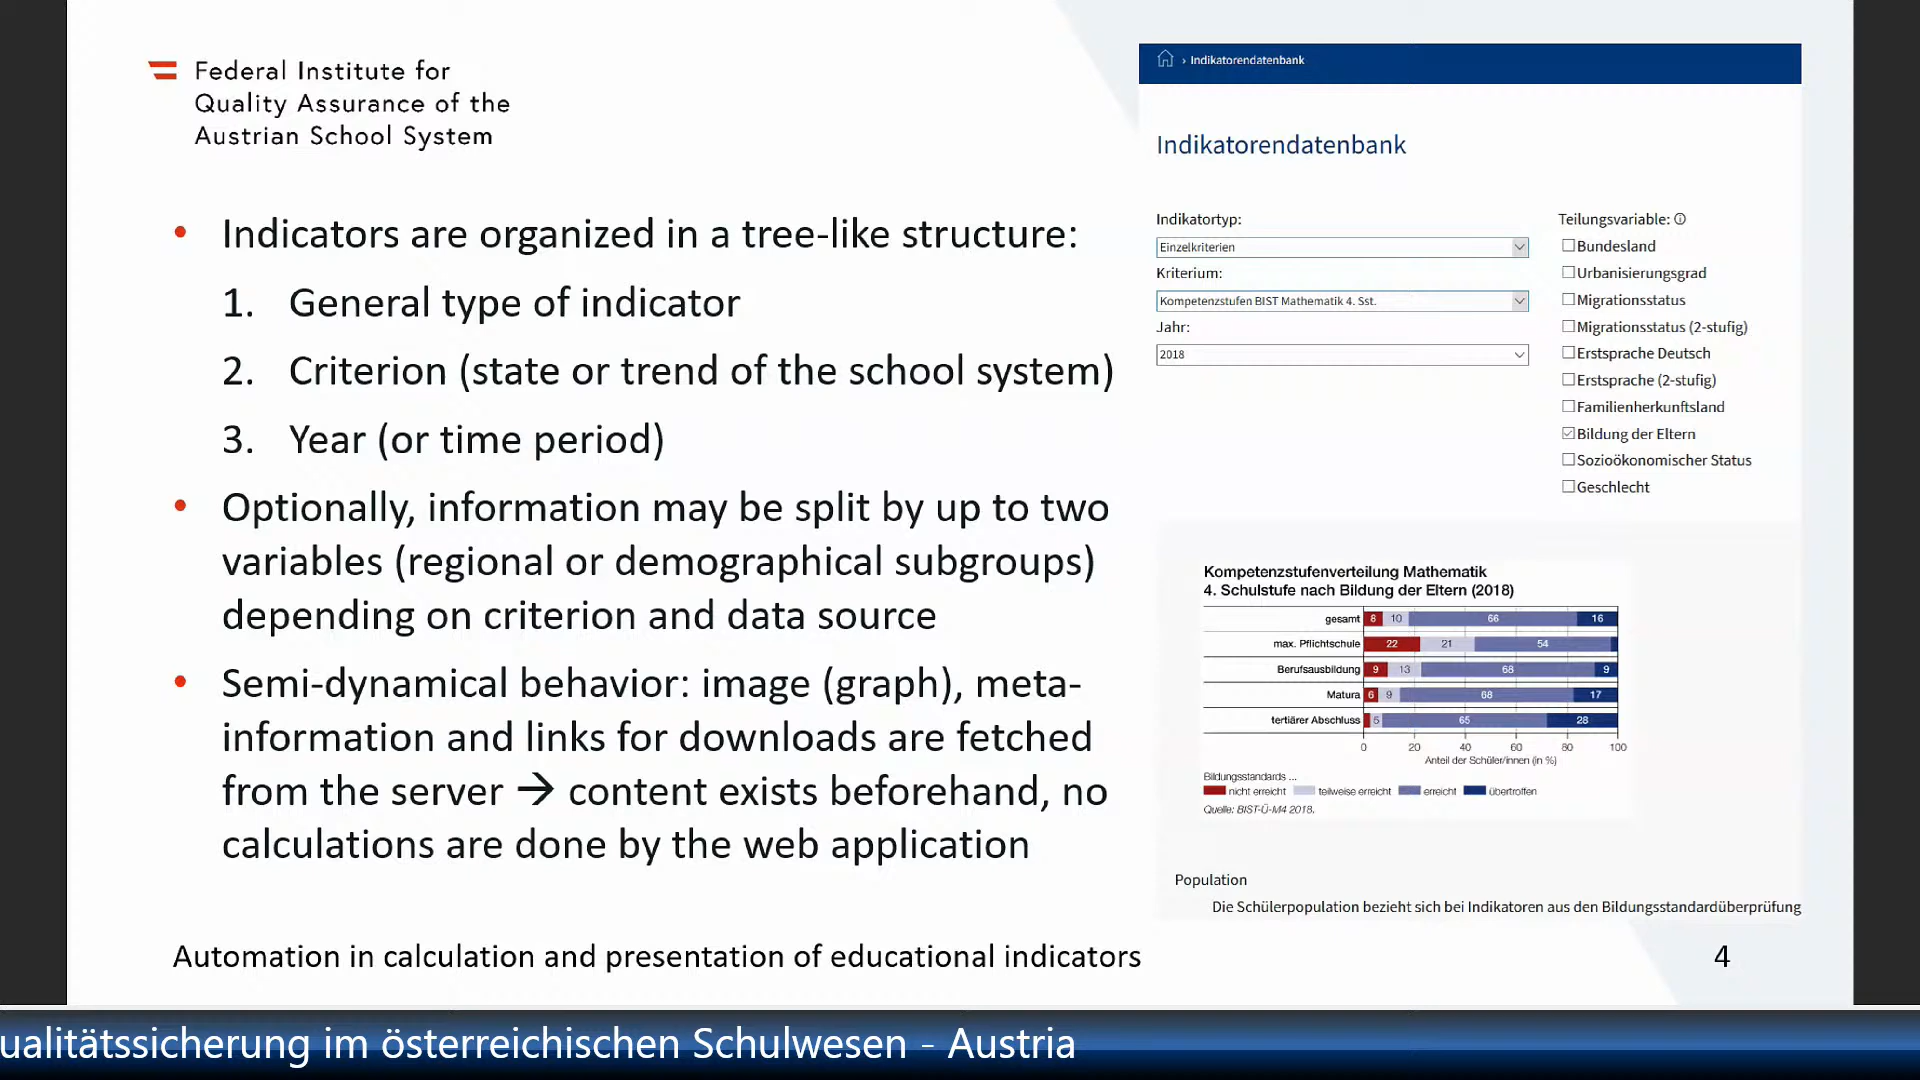 Federal Institute for
Quality Assurance of the
Austrian School System
• Indicators are organized in a tree-like structure:
1. General type of indicator
2. Criterion (state or trend of the school system)
3. Year (or time period)
• Optionally, information may be split by up to two
variables (regional or demographical subgroups)
depending on criterion and data source
• Semi-dynamical behavior: image (graph), meta-
information and links for downloads are fetched
from the server → content exists beforehand, no
calculations are done by the web application
› Indikatorendatenbank
Indikatorendatenbank
Indikatortyp:
Einzelkriterien
Kriterium:
Kompetenzstufen BIST Mathematik 4. Sst.
Jahr:
2018
Teilungsvariable:
Bundesland
Urbanisierungsgrad
Migrationsstatus
Migrationsstatus (2-stufig)
Erstsprache Deutsch
Erstsprache (2-stufig)
Familienherkunftsland
Bildung der Eltern
Sozioökonomischer Status
Geschlecht
Kompetenzstufenverteilung Mathematik
4. Schulstufe nach Bildung der Eltern (2018)
gesamt 8 10 66 16
max. Pflichtschule 22 21 54
Berufsausbildung 9 13 68 9
Matura 6 9 68 17
tertiärer Abschluss 5 65 28
0 20 40 60 80 100
Anteil der Schüler/innen (in %)
Bildungsstandards ...
nicht erreicht teilweise erreicht erreicht übertroffen
Quelle: BIST-Ü-M4 2018.
Population
Die Schülerpopulation bezieht sich bei Indikatoren aus den Bildungsstandardüberprüfung
Automation in calculation and presentation of educational indicators
4
ualitätssicherung im österreichischen Schulwesen - Austria